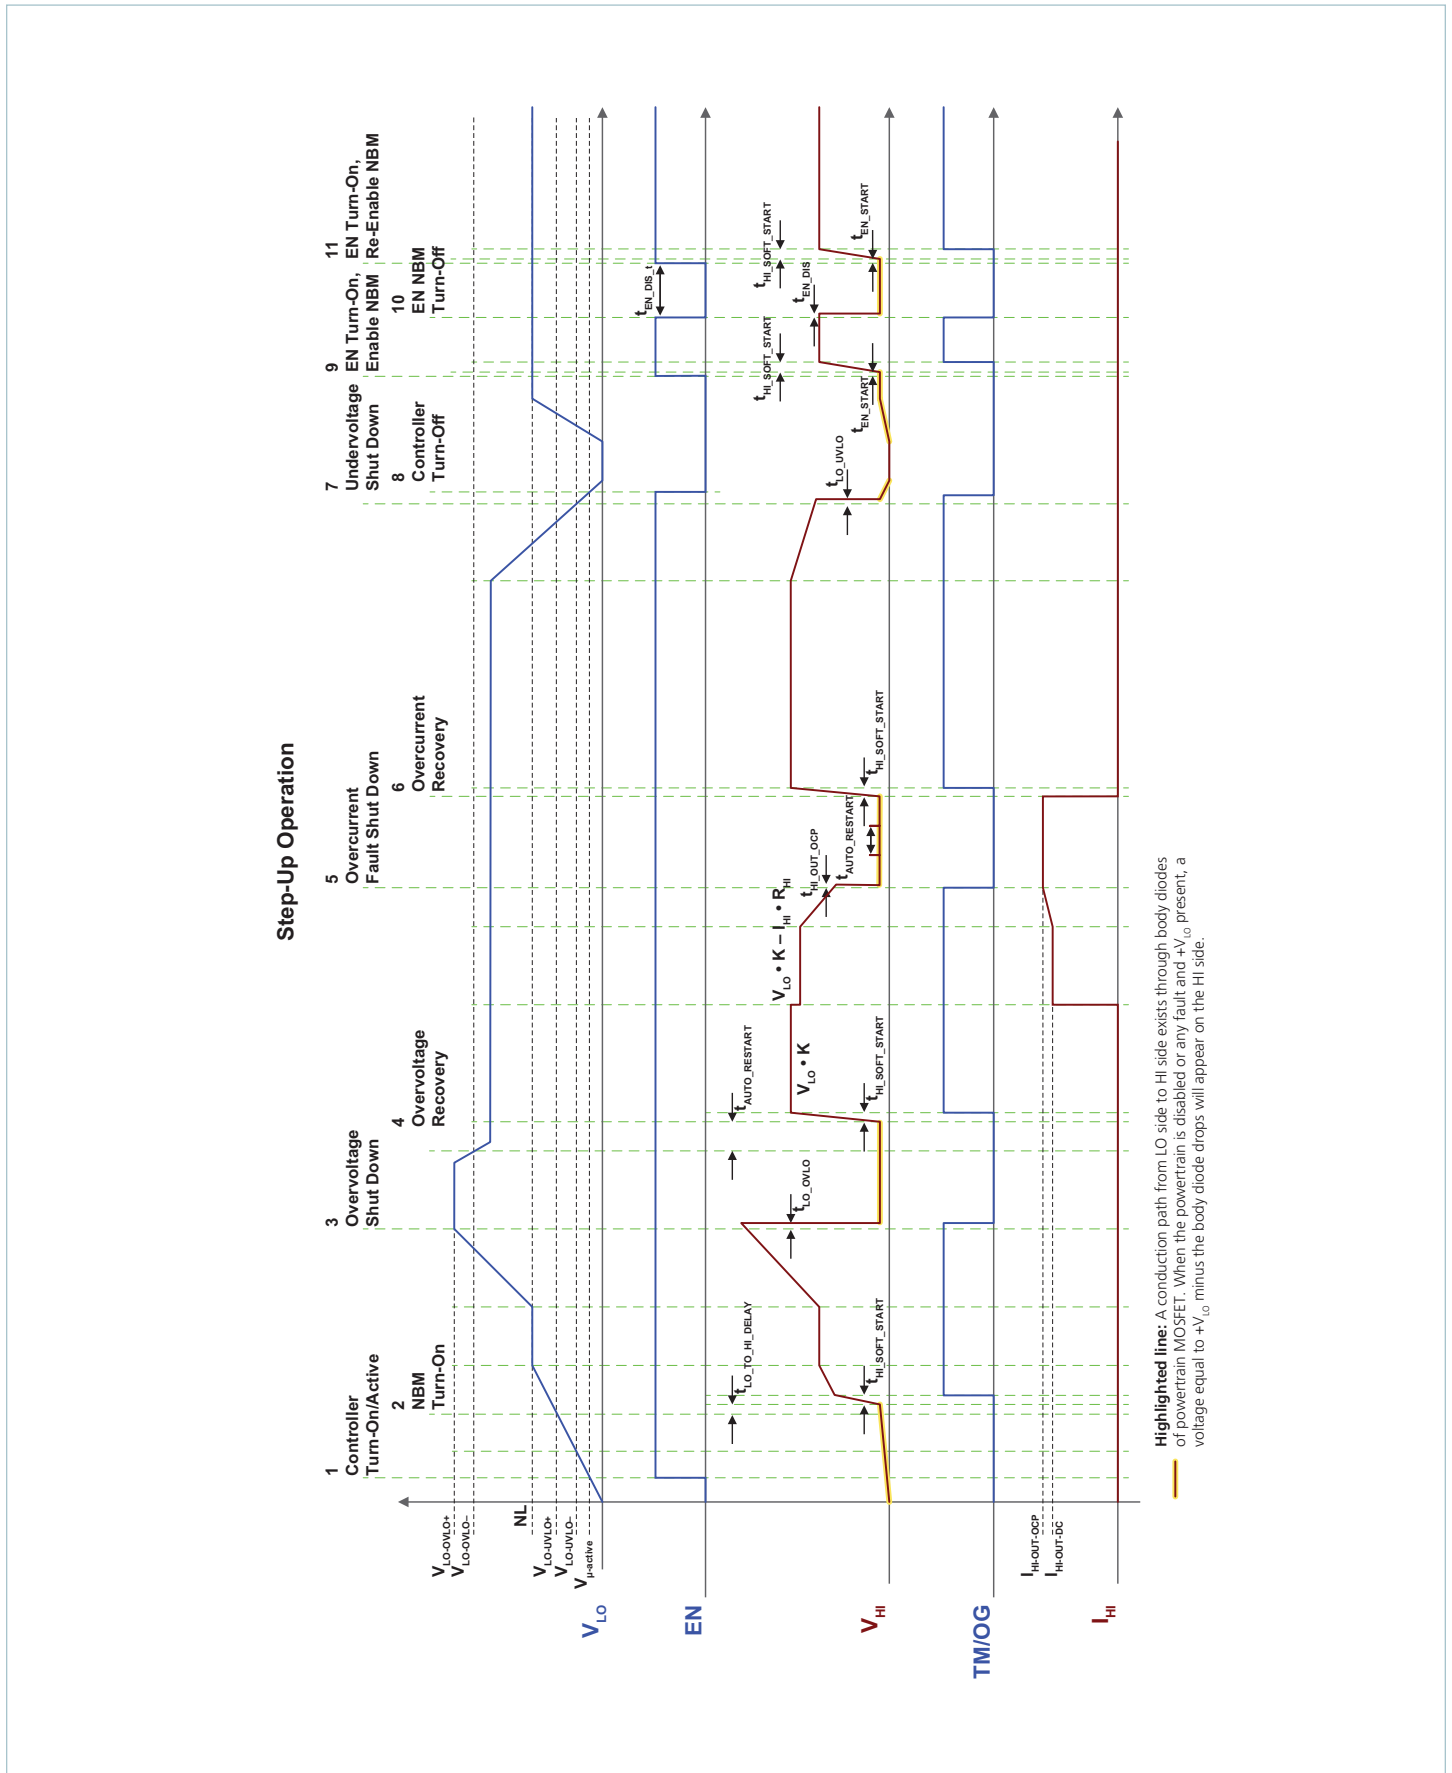 Step-Up Operation
1
Controller
Turn-On/Active
2
NBM
Turn-On
3
Overvoltage
Shut Down
4
Overvoltage
Recovery
5
Overcurrent
Fault Shut Down
6
Overcurrent
Recovery
7
Undervoltage
Shut Down
8
Controller
Turn-Off
9
EN Turn-On,
Enable NBM
10
EN NBM
Turn-Off
11
EN Turn-On,
Re-Enable NBM
VLO-OVLO+
VLO-OVLO–
NL
VLO-UVLO+
VLO-UVLO–
Vµ-active
VLO
EN
tEN_DIS_t
VHI
tLO_TO_HI_DELAY
tHI_SOFT_START
tLO_OVLO
tAUTO_RESTART
tHI_SOFT_START
VLO • K
VLO • K – IHI • RHI
tHI_OUT_OCP
tAUTO_RESTART
tHI_SOFT_START
tLO_UVLO
tEN_START
tHI_SOFT_START
tEN_DIS
tHI_SOFT_START
tEN_START
TM/OG
IHI-OUT-OCP
IHI-OUT-DC
IHI
Highlighted line: A conduction path from LO side to HI side exists through body diodes
of powertrain MOSFET. When the powertrain is disabled or any fault and +VLO present, a
voltage equal to +VLO minus the body diode drops will appear on the HI side.